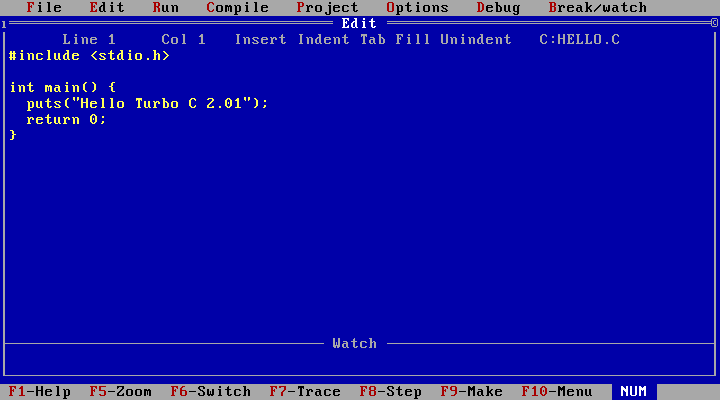 File Edit Run Compile Project Options Debug Break/watch
Edit
Line 1 Col 1 Insert Indent Tab Fill Unindent C:HELLO.C
#include <stdio.h>
int main() {
puts("Hello Turbo C 2.01");
return 0;
}
Watch
F1-Help F5-Zoom F6-Switch F7-Trace F8-Step F9-Make F10-Menu NUM